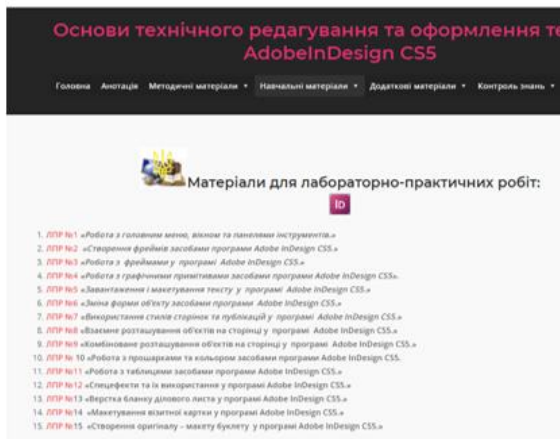 Основи технічного редагування та оформлення те
AdobeInDesign CS5
Головна Анотація Методичні матеріали Навчальні матеріали Додаткові матеріали Контроль знань
Матеріали для лабораторно-практичних робіт:
ID
1. ЛПР №1 «Робота з головним меню, вікном та панелями инструментів.»
2. ЛПР №2 «Створення фреймів засобами програми Adobe InDesign CS5.»
3. ЛПР №3 «Робота з фреймами у програмі Adobe InDesign CS5.»
4. ЛПР №4 «Робота з графічними примітивами засобами програми Adobe InDesign CS5».
5. ЛПР №5 «Завантаження і макетування тексту у програмі Adobe InDesign CS5.»
6. ЛПР №6 «Зміна форми об'єкту засобами програми Adobe InDesign CS5.»
7. ЛПР №7 «Використання стилів сторінок та публікацій у програмі Adobe InDesign CS5.»
8. ЛПР №8 «Взаємне розташування об'єктів на сторінці у програмі Adobe InDesign CS5.»
9. ЛПР №9 «Комбіноване розташування об'єктів на сторінці у програмі Adobe InDesign CS5.»
10. ЛПР № 10 «Робота з прошарками та кольором засобами програми Adobe InDesign CS5.
11. ЛПР №11 «Робота з таблицями засобами програми Adobe InDesign CS5.»
12. ЛПР №12 «Спецефекти та їх використання у програмі Adobe InDesign CS5.»
13. ЛПР №13 «Верстка бланку ділового листа у програмі Adobe InDesign CS5.»
14. ЛПР №14 «Макетування візитної картки у програмі Adobe InDesign CS5.»
15. ЛПР №15 «Створення оригіналу – макету буклету у програмі Adobe InDesign CS5.»